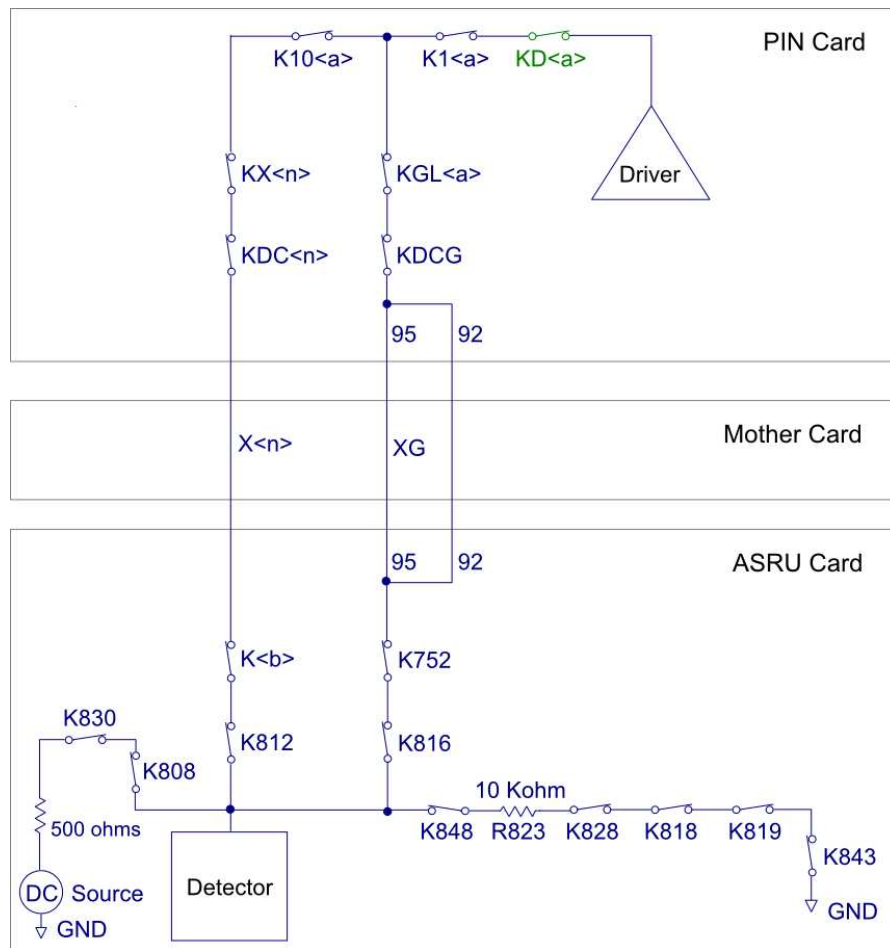 PIN Card
K10<a>
K1<a>
KD<a>
KX<n>
KGL<a>
Driver
KDC<n>
KDCG
95
92
Mother Card
X<n>
XG
95
92
ASRU Card
K<b>
K752
K830
K812
K816
K808
10 Kohm
500 ohms
K848
R823
K828
K818
K819
K843
Detector
DC Source
GND
GND